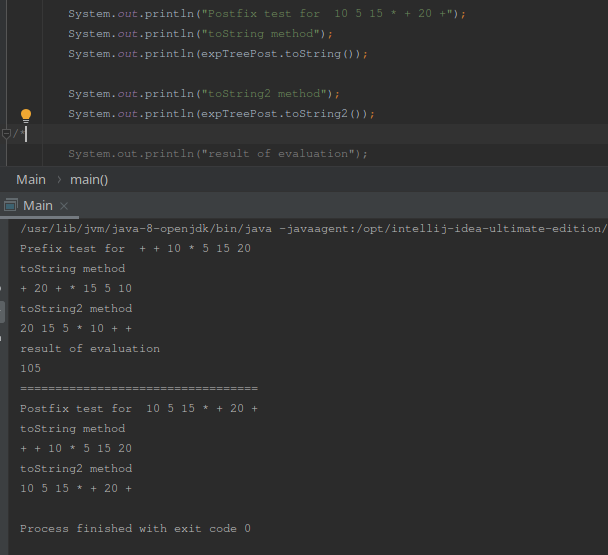 System.out.println("Postfix test for  10 5 15 * + 20 +");
System.out.println("toString method");
System.out.println(expTreePost.toString());
System.out.println("toString2 method");
System.out.println(expTreePost.toString2());
/*
System.out.println("result of evaluation");
Main > main()
Main ×
/usr/lib/jvm/java-8-openjdk/bin/java -javaagent:/opt/intellij-idea-ultimate-edition/
Prefix test for  + + 10 * 5 15 20
toString method
+ 20 + * 15 5 10
toString2 method
20 15 5 * 10 + +
result of evaluation
105
==================================
Postfix test for  10 5 15 * + 20 +
toString method
+ + 10 * 5 15 20
toString2 method
10 5 15 * + 20 +
Process finished with exit code 0